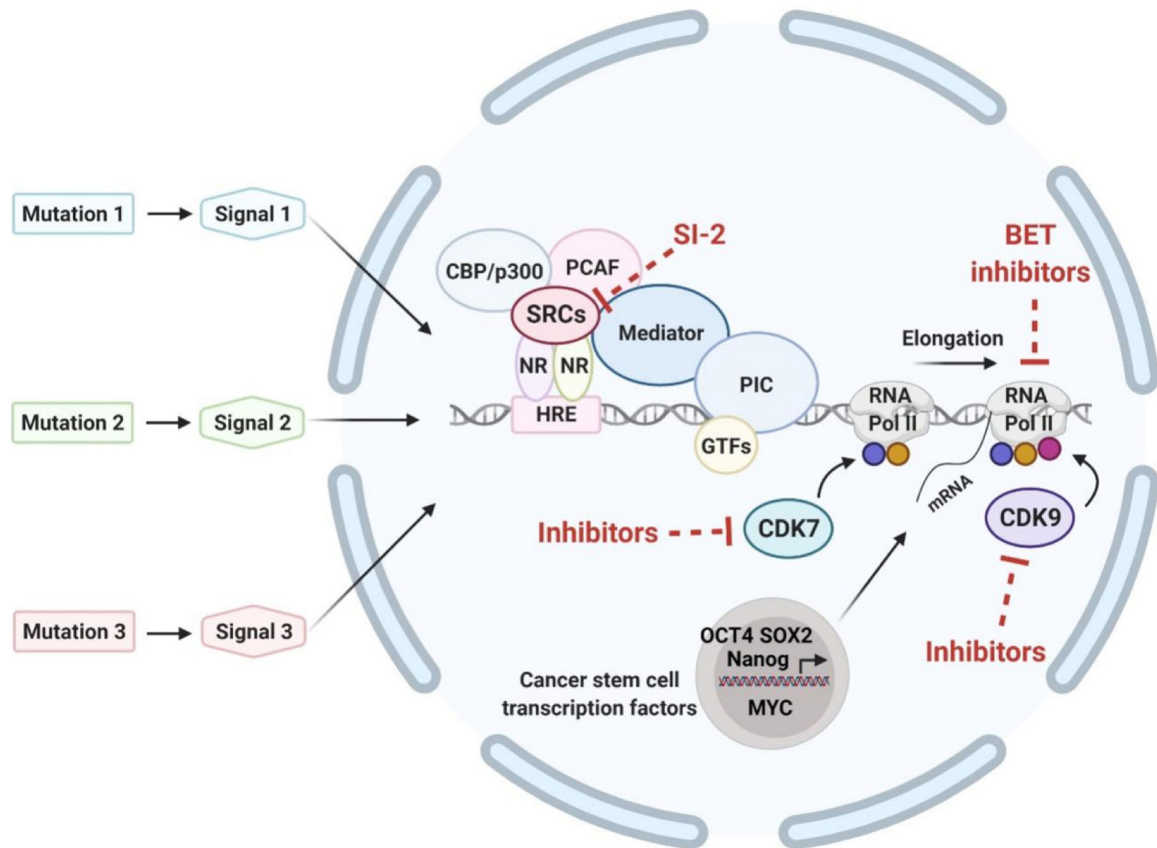 Mutation 1
Signal 1
Mutation 2
Signal 2
Mutation 3
Signal 3
CBP/p300
PCAF
SI-2
SRCs
Mediator
NR
NR
HRE
PIC
GTFs
BET
inhibitors
Elongation
RNA
Pol II
RNA
Pol II
mRNA
Inhibitors
CDK7
CDK9
Inhibitors
OCT4 SOX2
Nanog
MYC
Cancer stem cell
transcription factors